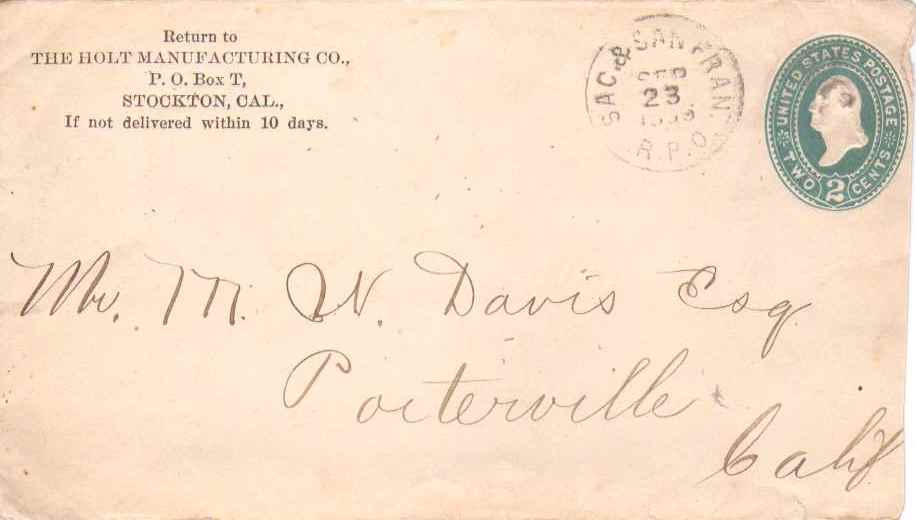 Return to
THE HOLT MANUFACTURING CO.,
P. O. Box T,
STOCKTON, CAL.,
If not delivered within 10 days.
SAC. & SAN FRAN.
SEP
23
R.P.O.
UNITED STATES POSTAGE
TWO 2 CENTS
Mr. M. W. Davis Esq
Porterville
Calif